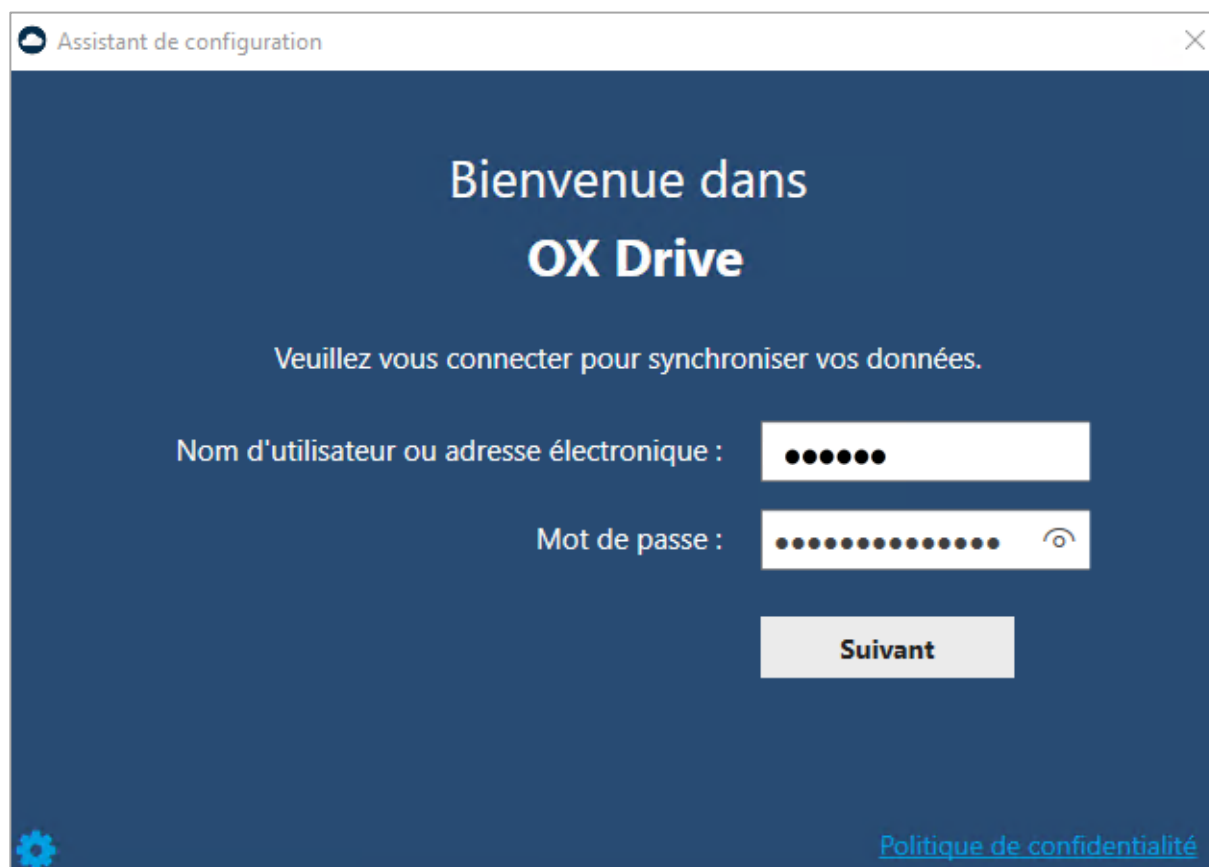 Assistant de configuration
Bienvenue dans
OX Drive
Veuillez vous connecter pour synchroniser vos données.
Nom d'utilisateur ou adresse électronique : ●●●●●●
Mot de passe : ●●●●●●●●●●●●●●
Suivant
Politique de confidentialité